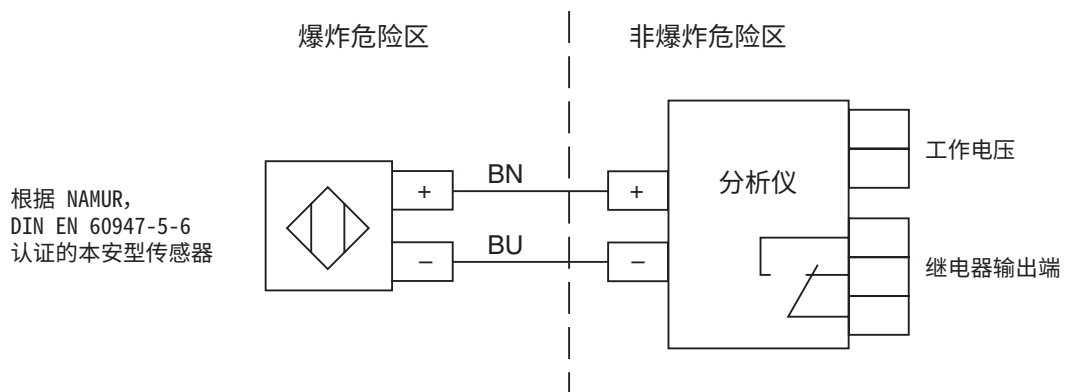 爆炸危险区
非爆炸危险区
根据 NAMUR,
DIN EN 60947-5-6
认证的本安型传感器
+
BN
+
–
BU
–
分析仪
工作电压
继电器输出端